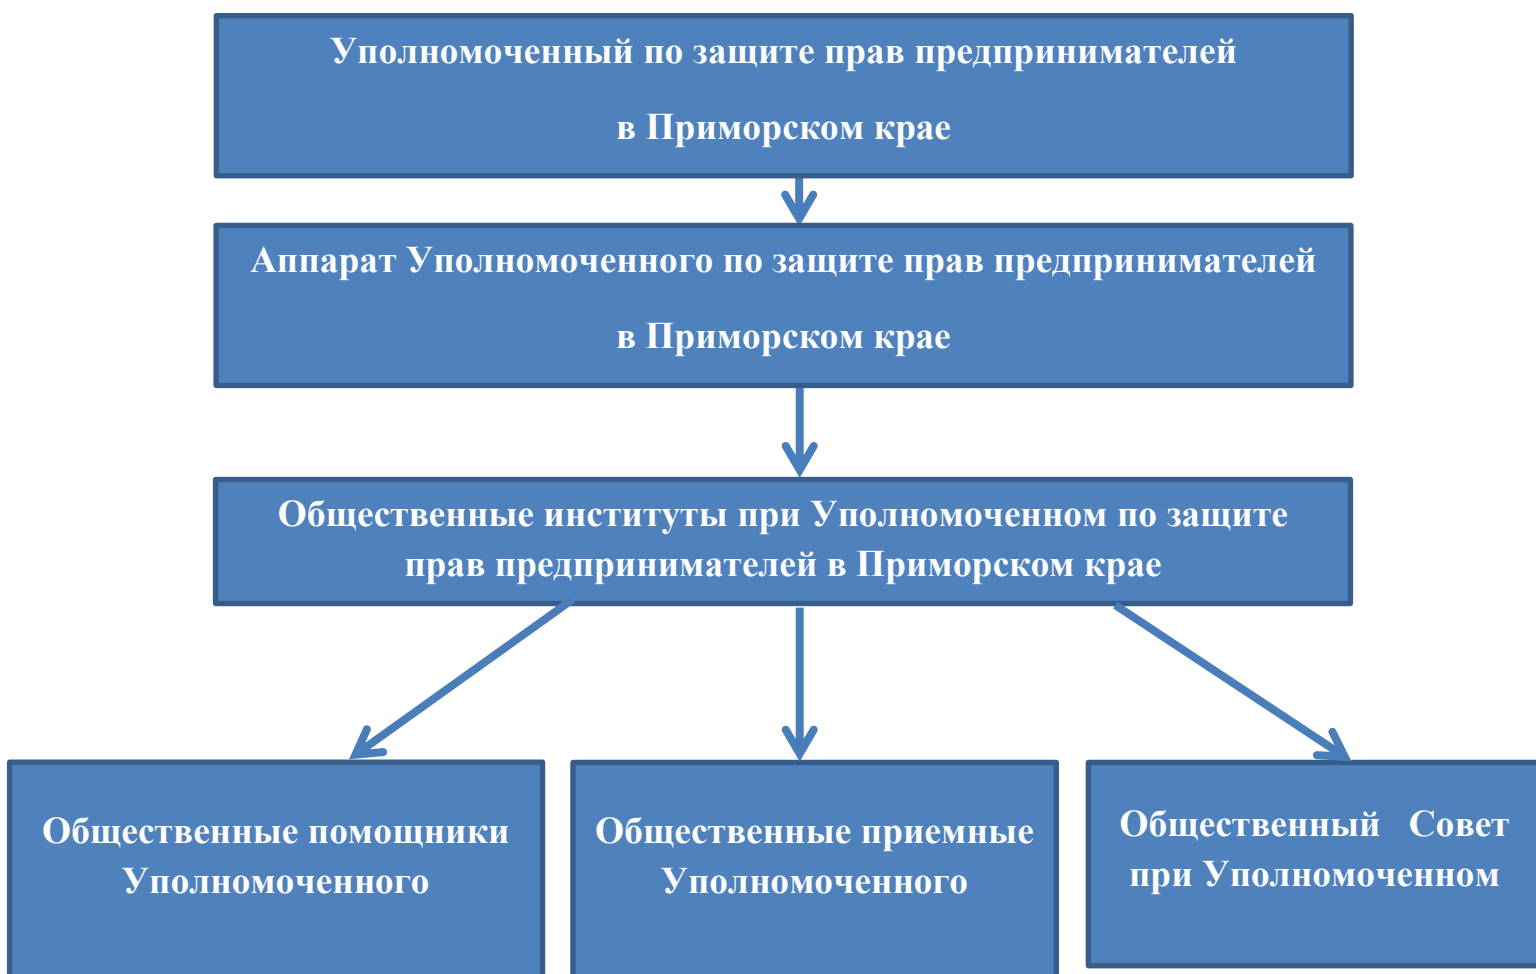 Уполномоченный по защите прав предпринимателей
в Приморском крае
Аппарат Уполномоченного по защите прав предпринимателей
в Приморском крае
Общественные институты при Уполномоченном по защите
прав предпринимателей в Приморском крае
Общественные помощники
Уполномоченного
Общественные приемные
Уполномоченного
Общественный Совет
при Уполномоченном